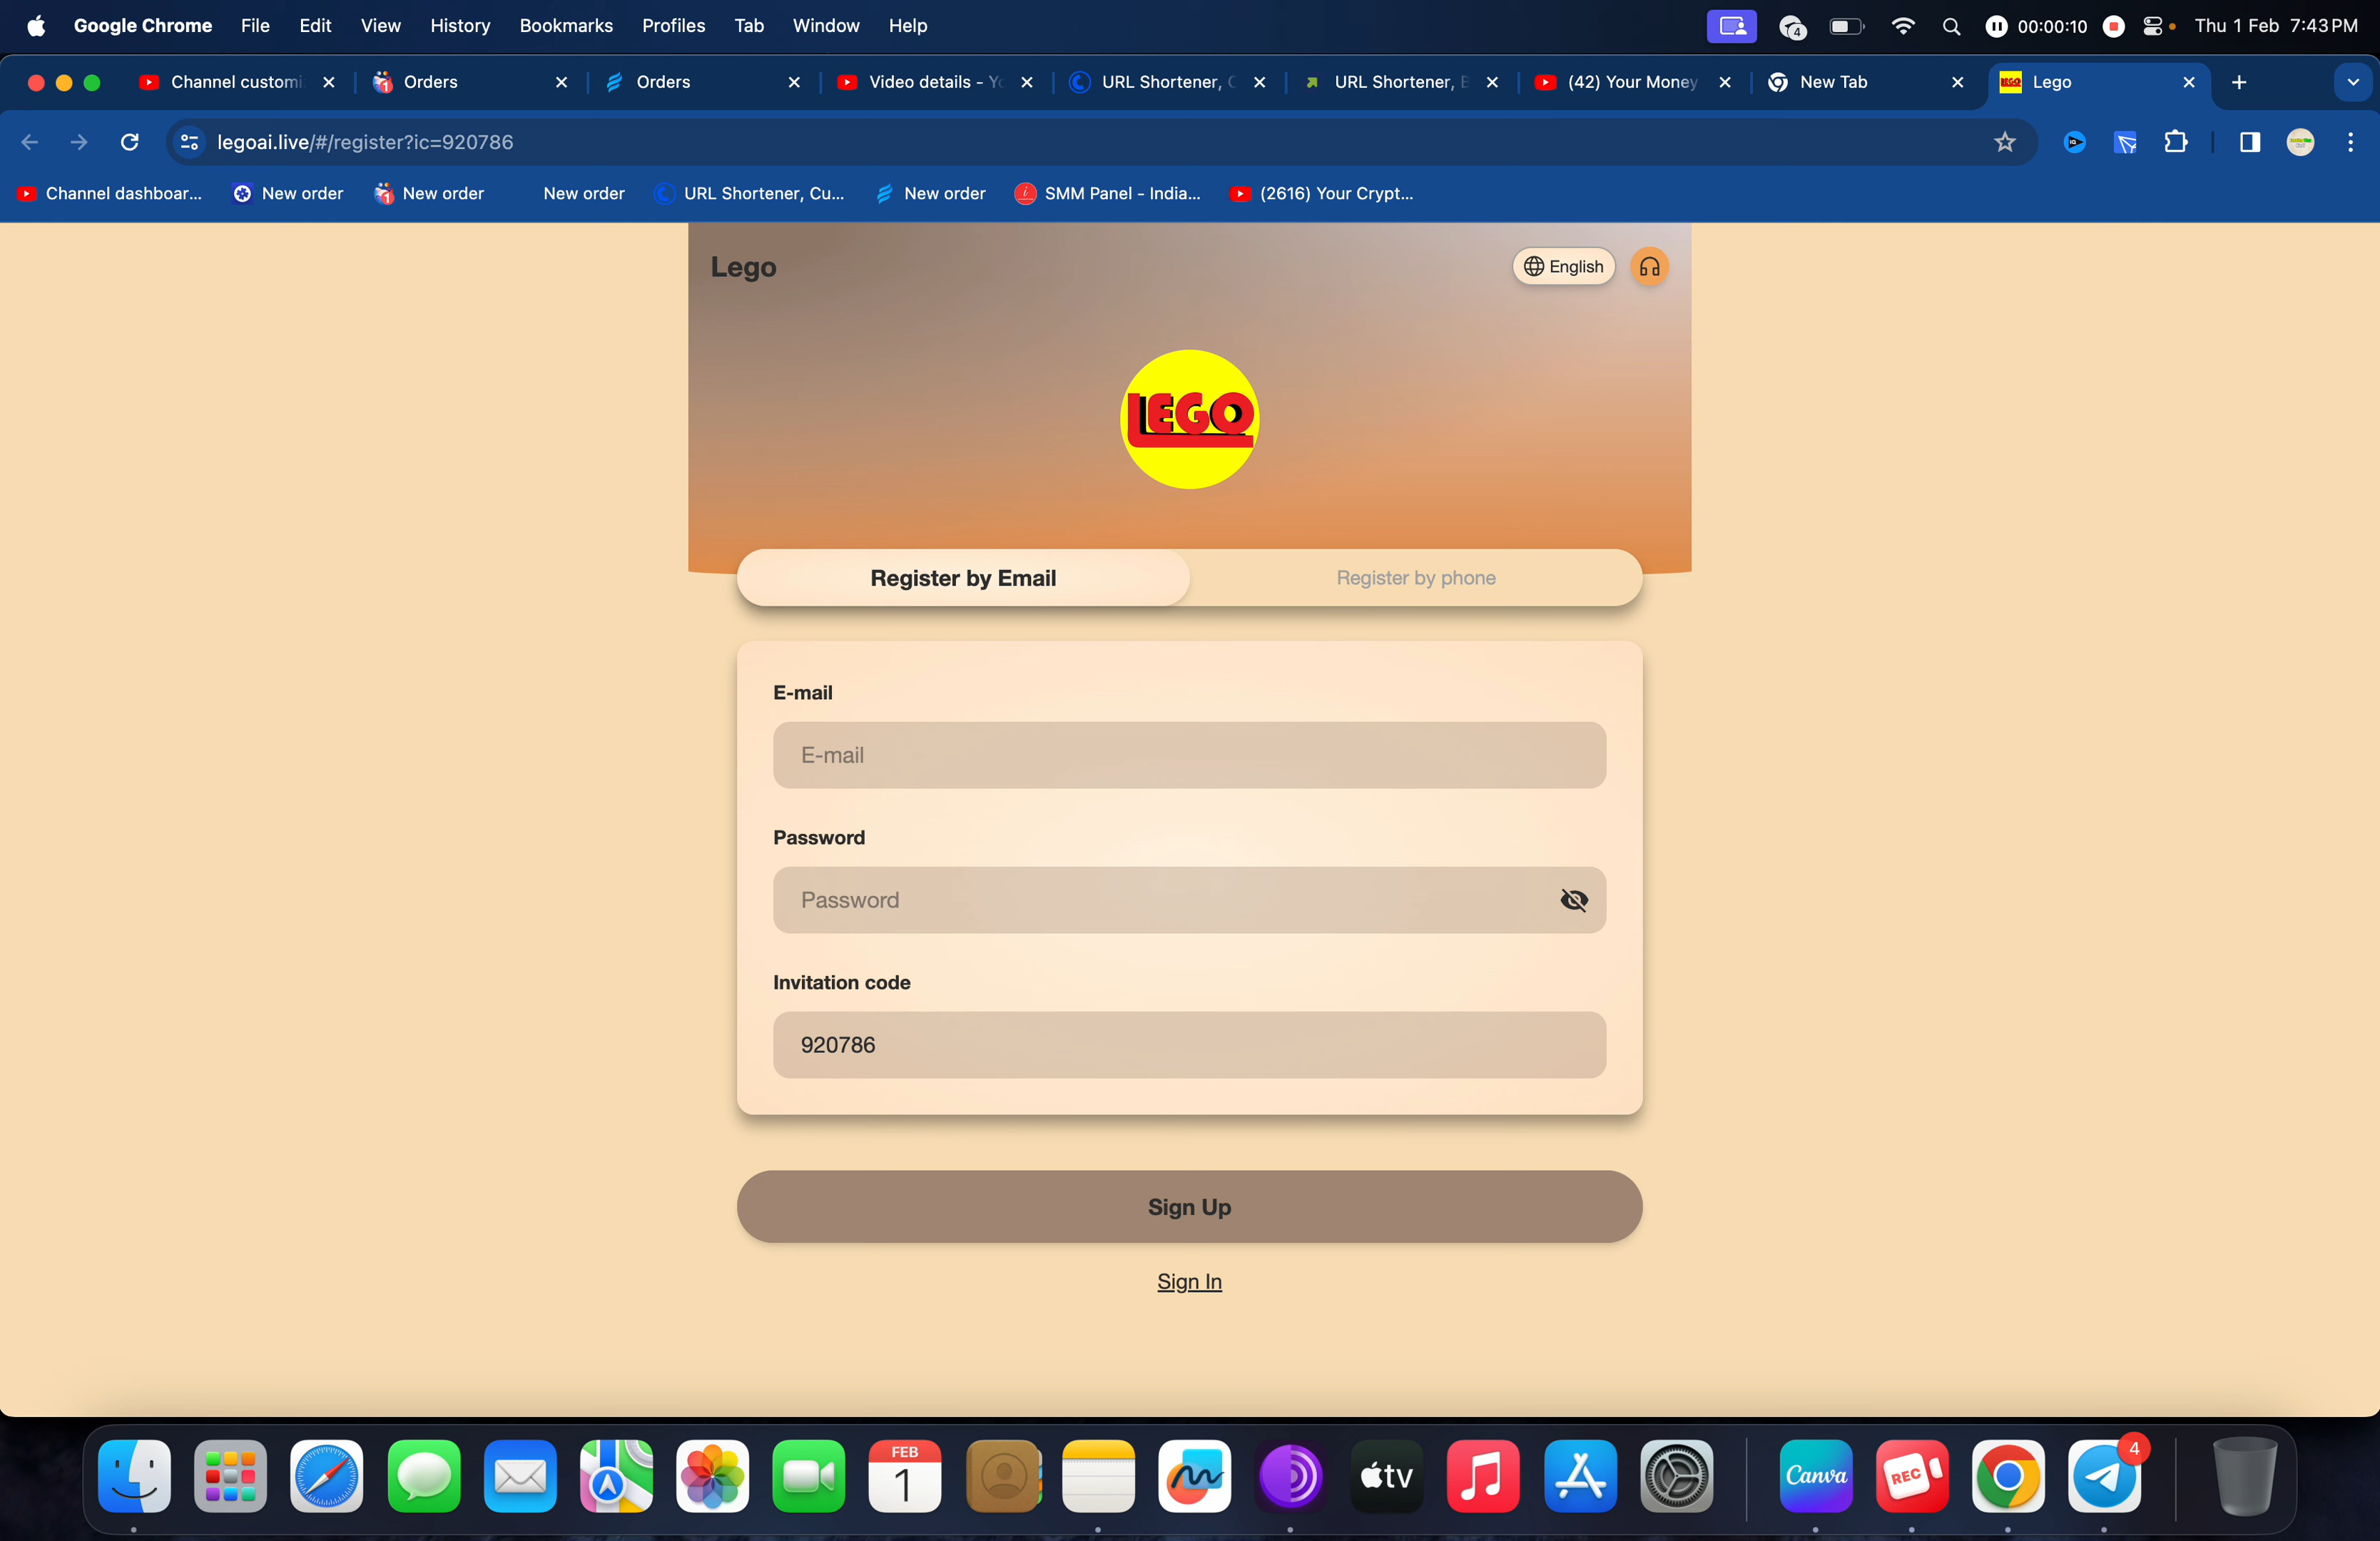 Google Chrome File Edit View History Bookmarks Profiles Tab Window Help 4 00:00:10 Thu 1 Feb 7:43 PM
Channel customi Orders Orders Video details - Yo URL Shortener, C URL Shortener, B (42) Your Money New Tab Lego
legoai.live/#/register?ic=920786
Channel dashboar... New order New order New order URL Shortener, Cu... New order SMM Panel - India... (2616) Your Crypt...
Lego English
LEGO
Register by Email Register by phone
E-mail
E-mail
Password
Password
Invitation code
920786
Sign Up
Sign In
FEB
1
tv
Canva
REC
4